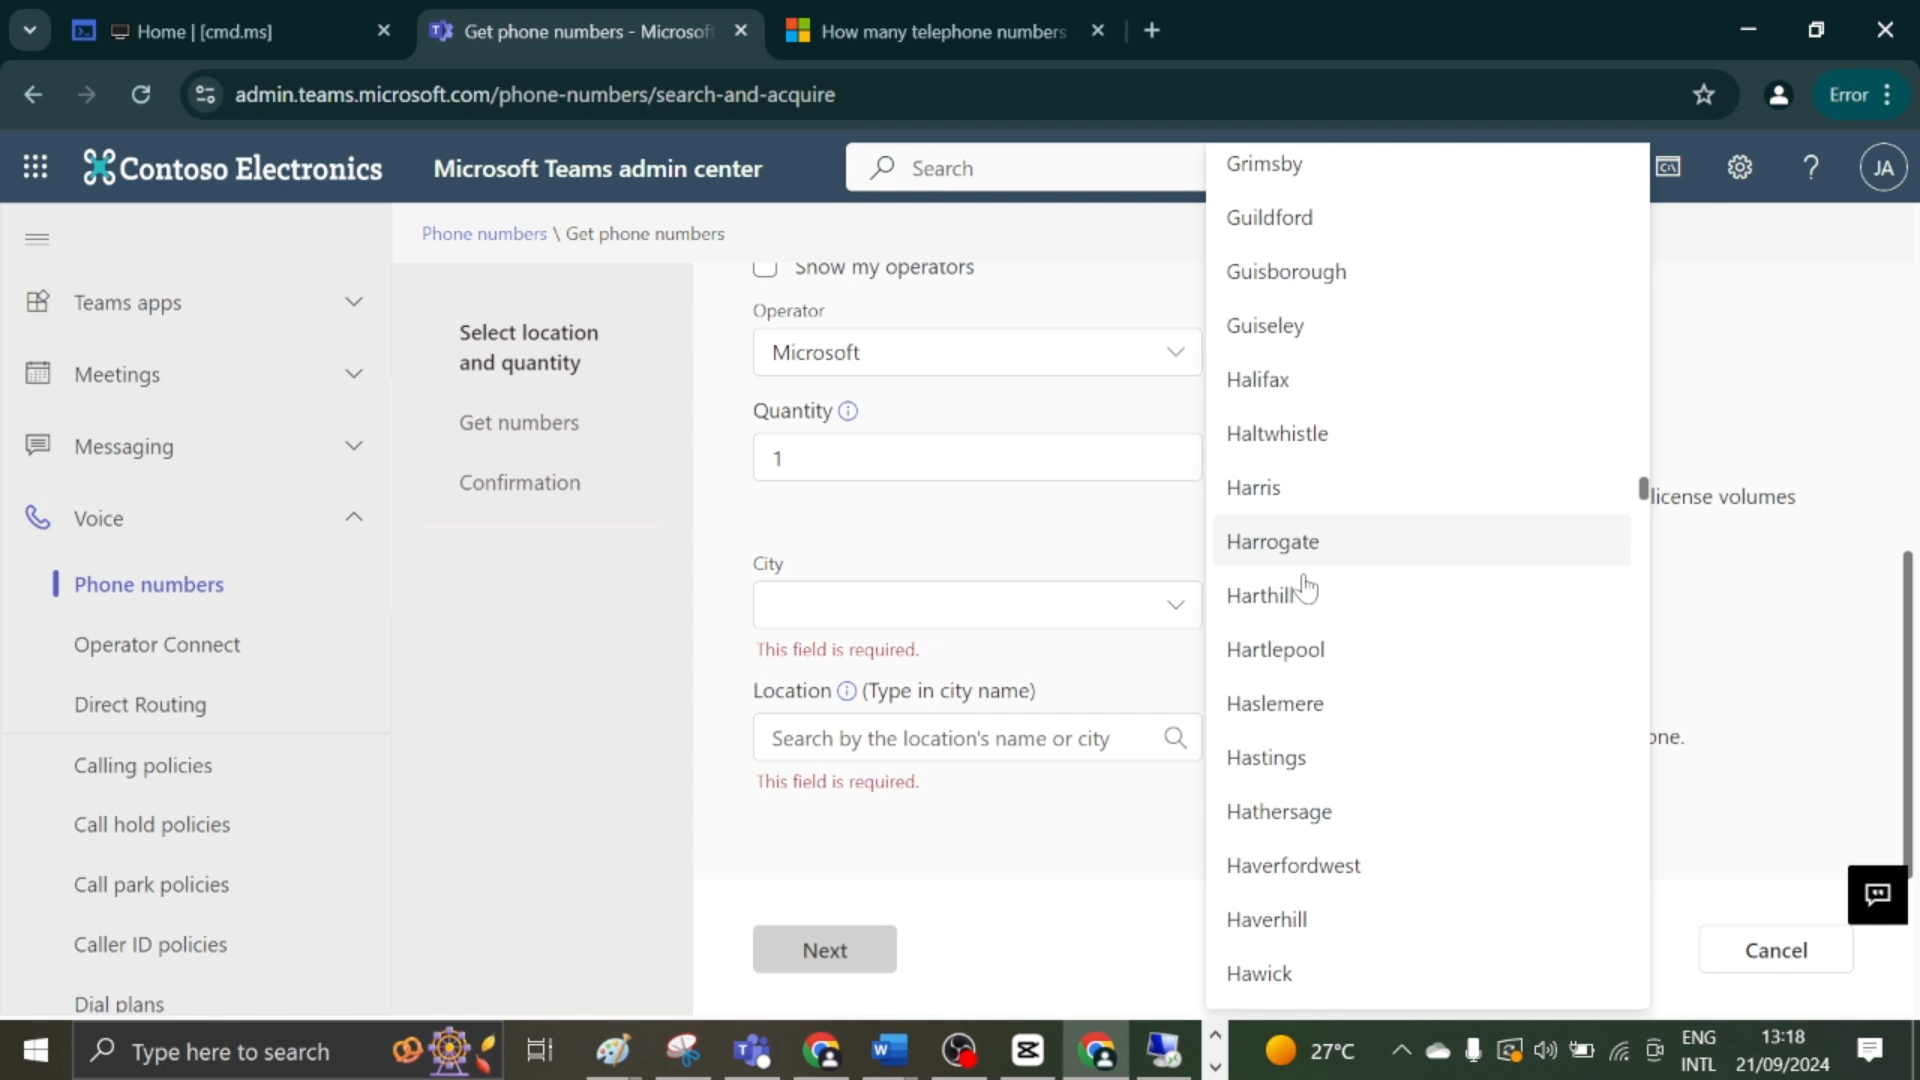 Home | [cmd.ms]
Get phone numbers - Microsof
How many telephone numbers
admin.teams.microsoft.com/phone-numbers/search-and-acquire
Error
Contoso Electronics
Microsoft Teams admin center
Search
JA
Teams apps
Meetings
Messaging
Voice
Phone numbers
Operator Connect
Direct Routing
Calling policies
Call hold policies
Call park policies
Caller ID policies
Dial plans
Phone numbers \ Get phone numbers
Select location
and quantity
Get numbers
Confirmation
Show my operators
Operator
Microsoft
Quantity
1
City
This field is required.
Location (Type in city name)
Search by the location's name or city
This field is required.
Next
Grimsby
Guildford
Guisborough
Guiseley
Halifax
Haltwhistle
Harris
Harrogate
Harthill
Hartlepool
Haslemere
Hastings
Hathersage
Haverfordwest
Haverhill
Hawick
license volumes
one.
Cancel
Type here to search
27°C
ENG
INTL
13:18
21/09/2024